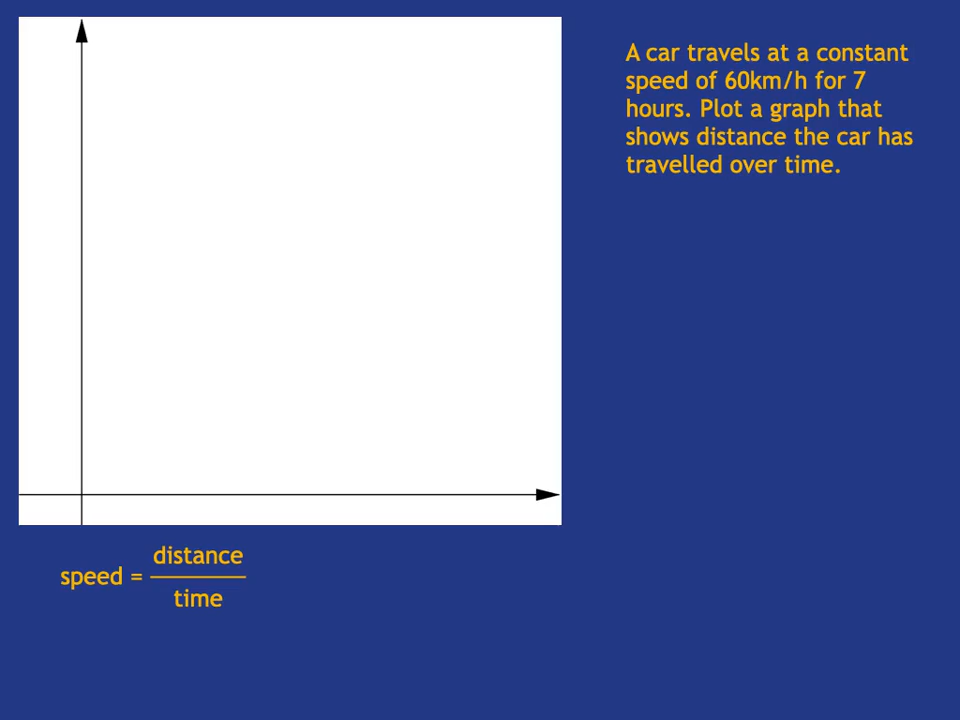 A car travels at a constant
speed of 60km/h for 7
hours. Plot a graph that
shows distance the car has
travelled over time.
speed = distance
time